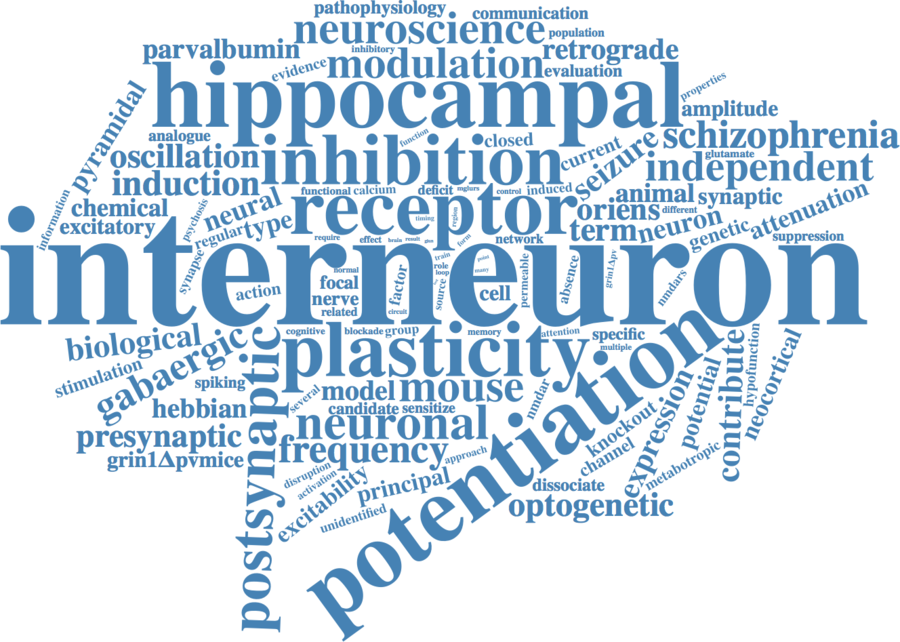 pathophysiology
communication
neuroscience
population
parvalbumin
inhibitory
retrograde
evidence
modulation
evaluation
hippocampal
properties
pyramidal
amplitude
analogue
function
closed
schizophrenia
oscillation
inhibition
current
seizure
glutamate
independent
induction
functional
calcium
deficit
mglurs
control
induced
animal
synaptic
information
chemical
psychosis
neural
receptor
timing
region
oriens
different
attenuation
excitatory
regular
type
term
neuron
genetic
suppression
require
effect
brain
result
give
form
network
interneuron
synapse
action
normal
focal
nerve
related
factor
circuit
train
role
loop
source
point
many
cell
permeable
absence
grin1Δpv
nmdars
biological
cognitive
blockade
group
memory
attention
specific
multiple
plasticity
potentiation
stimulation
gabaergic
spiking
postsynaptic
several
model
mouse
nmdar
contribute
hypofunction
neocortical
hebbian
candidate
sensitize
neuronal
knockout
expression
potential
presynaptic
grin1Δpvmice
frequency
approach
channel
metabotropic
disruption
activation
excitability
principal
unidentified
dissociate
optogenetic